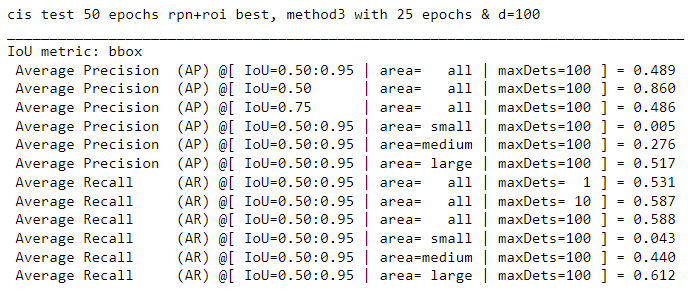 cis test 50 epochs rpn+roi best, method3 with 25 epochs & d=100
IoU metric: bbox
Average Precision  (AP) @[ IoU=0.50:0.95 | area=   all | maxDets=100 ] = 0.489
Average Precision  (AP) @[ IoU=0.50      | area=   all | maxDets=100 ] = 0.860
Average Precision  (AP) @[ IoU=0.75      | area=   all | maxDets=100 ] = 0.486
Average Precision  (AP) @[ IoU=0.50:0.95 | area= small | maxDets=100 ] = 0.005
Average Precision  (AP) @[ IoU=0.50:0.95 | area=medium | maxDets=100 ] = 0.276
Average Precision  (AP) @[ IoU=0.50:0.95 | area= large | maxDets=100 ] = 0.517
Average Recall     (AR) @[ IoU=0.50:0.95 | area=   all | maxDets=  1 ] = 0.531
Average Recall     (AR) @[ IoU=0.50:0.95 | area=   all | maxDets= 10 ] = 0.587
Average Recall     (AR) @[ IoU=0.50:0.95 | area=   all | maxDets=100 ] = 0.588
Average Recall     (AR) @[ IoU=0.50:0.95 | area= small | maxDets=100 ] = 0.043
Average Recall     (AR) @[ IoU=0.50:0.95 | area=medium | maxDets=100 ] = 0.440
Average Recall     (AR) @[ IoU=0.50:0.95 | area= large | maxDets=100 ] = 0.612